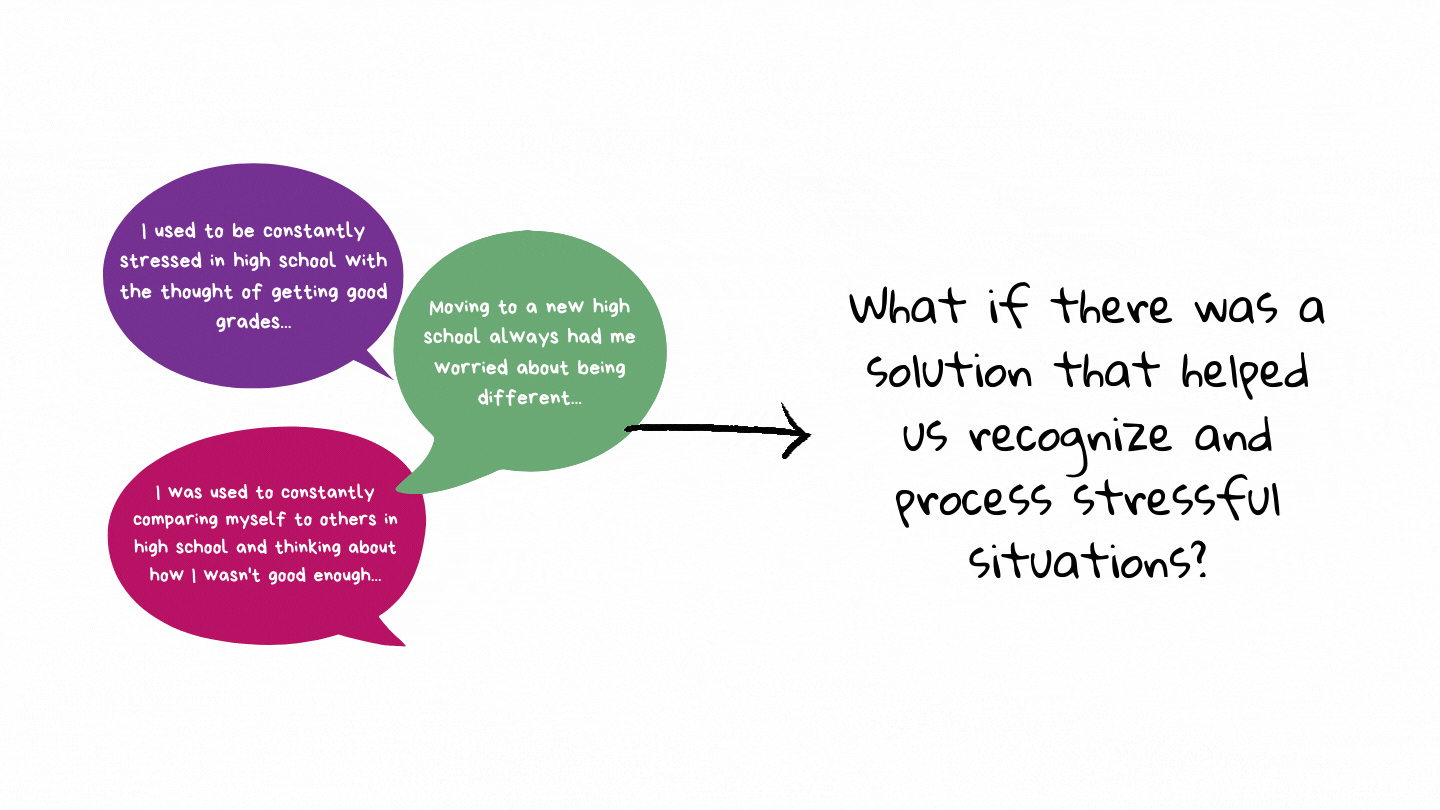 I used to be constantly
stressed in high school with
the thought of getting good
grades...
Moving to a new high
school always had me
worried about being
different...
I was used to constantly
comparing myself to others in
high school and thinking about
how I wasn't good enough...
What if there was a
solution that helped
us recognize and
process stressful
situations?